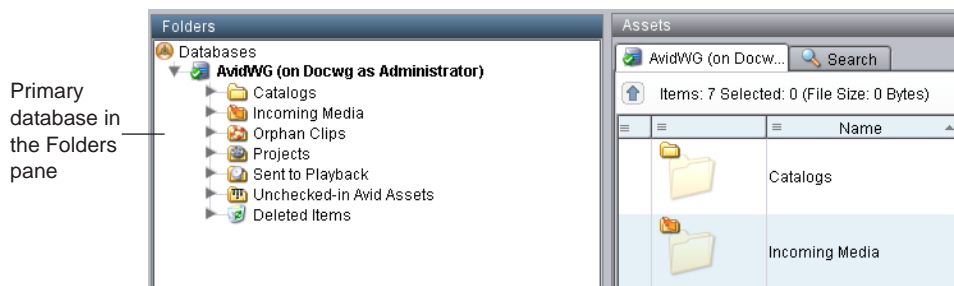 Primary
database in
the Folders
pane
Folders
Databases
AvidWG (on Docwg as Administrator)
Catalogs
Incoming Media
Orphan Clips
Projects
Sent to Playback
Unchecked-in Avid Assets
Deleted Items
Assets
AvidWG (on Docw... Search
Items: 7 Selected: 0 (File Size: 0 Bytes)
Name
Catalogs
Incoming Media